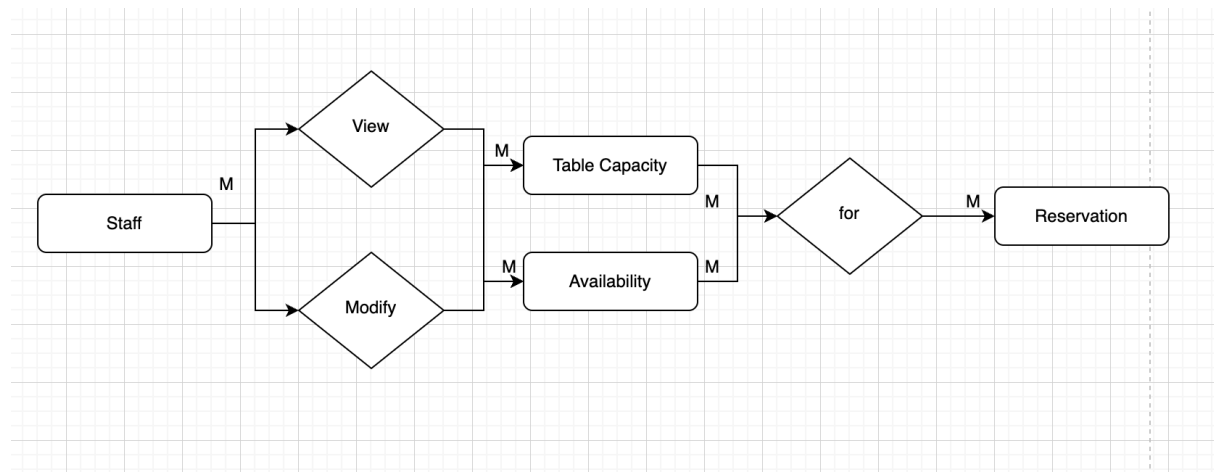 View
M
Table Capacity
M
Staff
M
for
M
Reservation
M
Availability
M
Modify